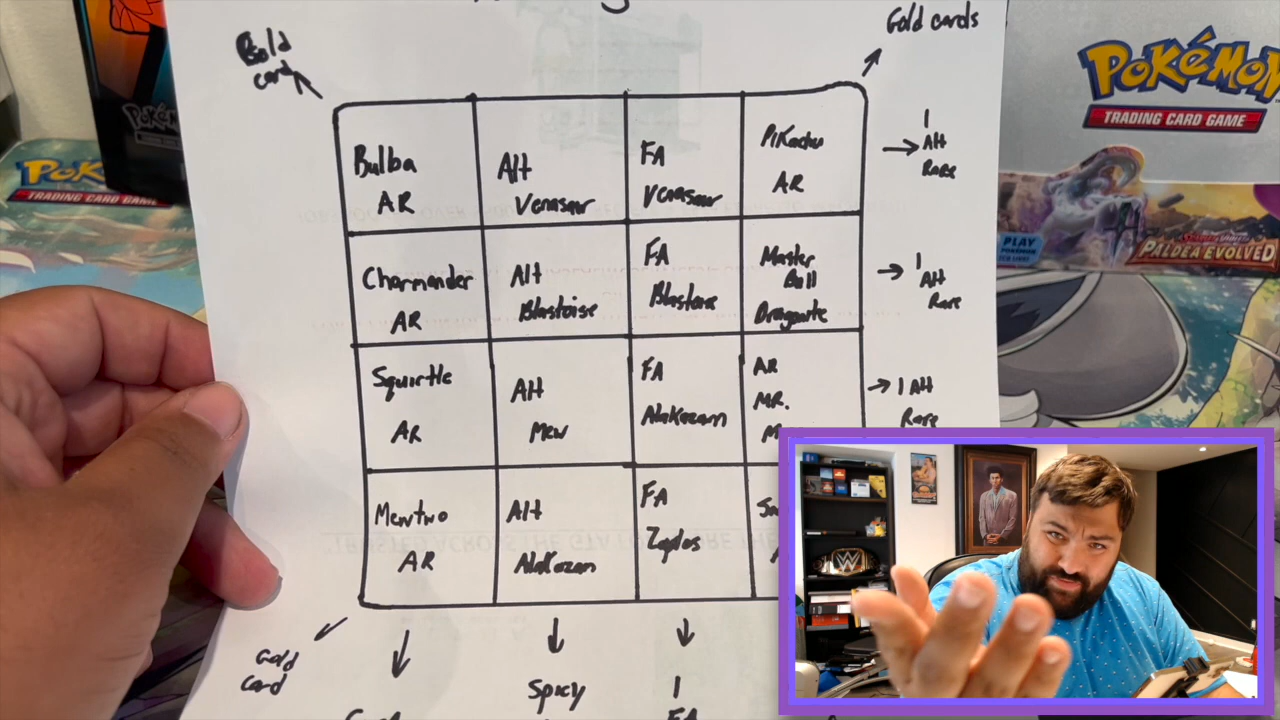 Gold cards
Gold
card
POKéMON
TRADING CARD GAME
POKéMON
TRADING CARD GAME
PLAY
POKÉMON
PALDEA EVOLVED
Bulba
AR
Alt
Venasaur
FA
Venasaur
Pikachu
AR
1
Alt
Rare
Charmander
AR
Alt
Blastoise
FA
Blastoise
Master
Ball
Dragonite
1
Alt
Rare
Squirtle
AR
Alt
Mew
FA
Alakazam
AR
MR.
M
1 Alt
Rare
Mewtwo
AR
Alt
Alakazam
FA
Zapdos
Gold
Card
Spicy
1
FA